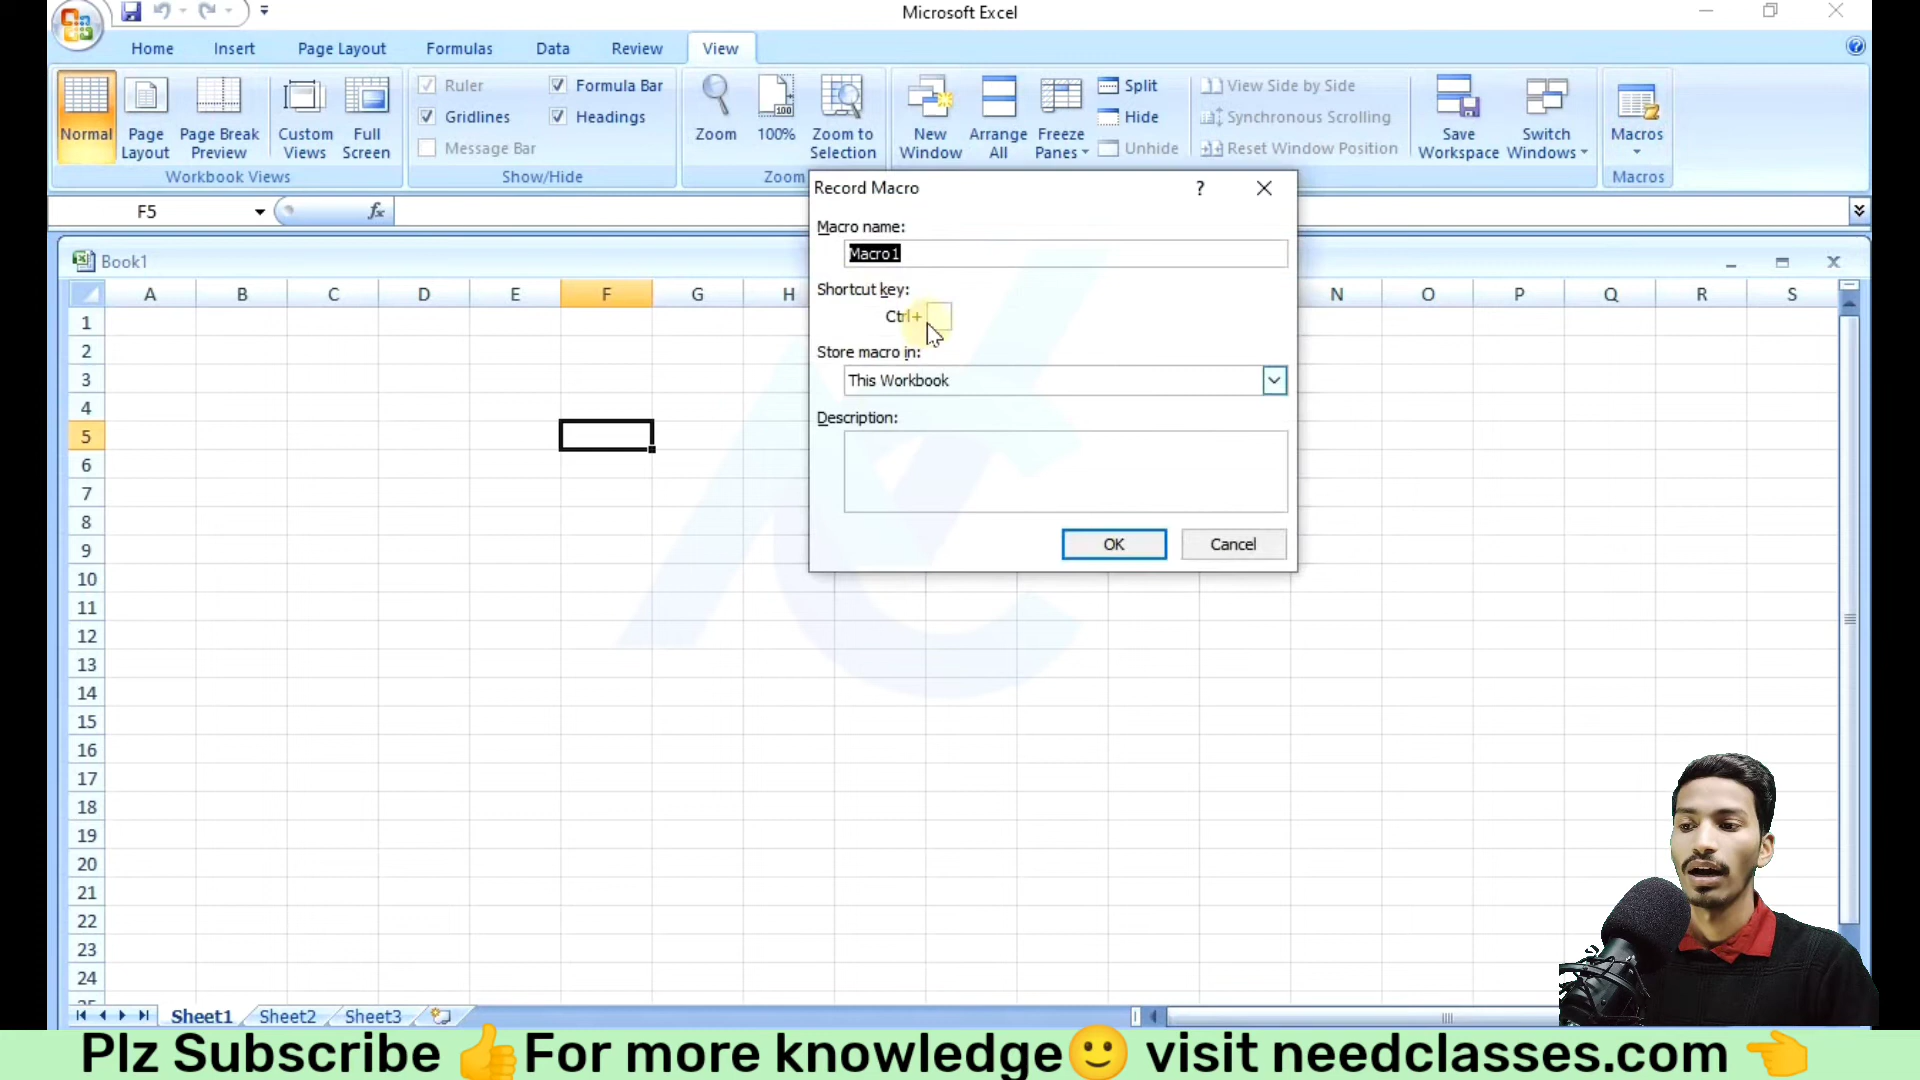 Microsoft Excel
Home Insert Page Layout Formulas Data Review View
Normal
Page Layout
Page Break Preview
Custom Views
Full Screen
Workbook Views
Ruler
Formula Bar
Gridlines
Headings
Message Bar
Show/Hide
Zoom
100%
Zoom to Selection
Zoom
New Window
Arrange All
Freeze Panes
Split
Hide
Unhide
View Side by Side
Synchronous Scrolling
Reset Window Position
Save Workspace
Switch Windows
Macros
Macros
F5
fx
Book1
A B C D E F G H N O P Q R S
1
2
3
4
5
6
7
8
9
10
11
12
13
14
15
16
17
18
19
20
21
22
23
24
Record Macro ?
Macro name:
Macro1
Shortcut key:
Ctrl+
Store macro in:
This Workbook
Description:
OK Cancel
Sheet1 Sheet2 Sheet3
Plz Subscribe 👍For more knowledge🙂 visit needclasses.com 👈